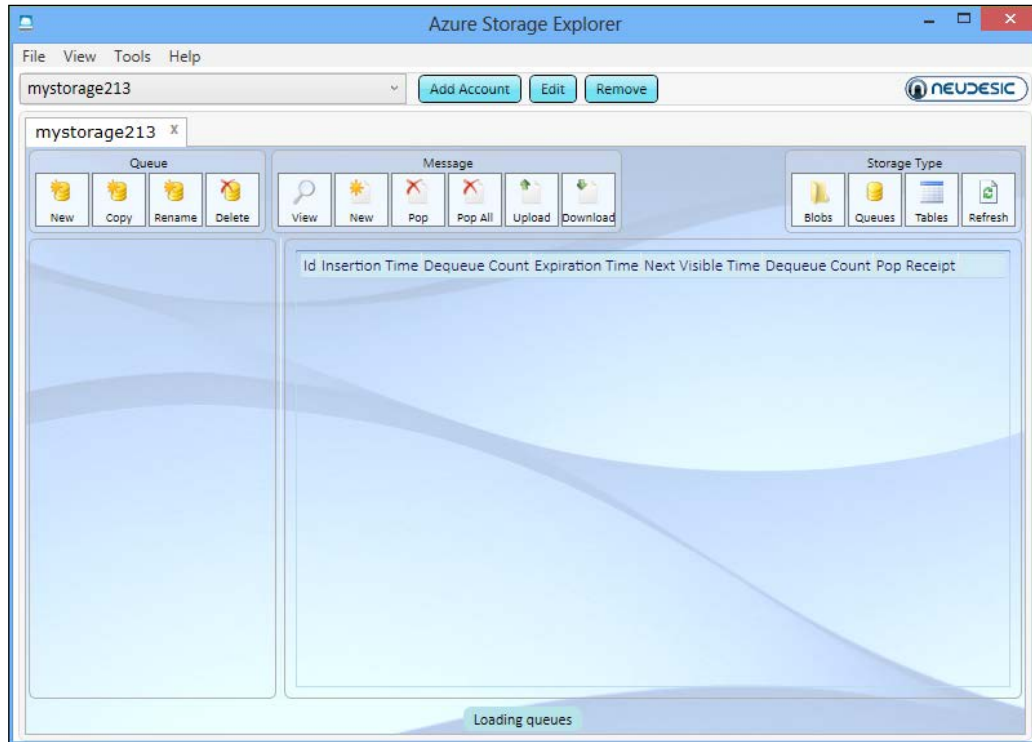 Azure Storage Explorer
File View Tools Help
mystorage213 Add Account Edit Remove NEUDESIC
mystorage213 x
Queue Message Storage Type
New Copy Rename Delete View New Pop Pop All Upload Download Blobs Queues Tables Refresh
Id Insertion Time Dequeue Count Expiration Time Next Visible Time Dequeue Count Pop Receipt
Loading queues